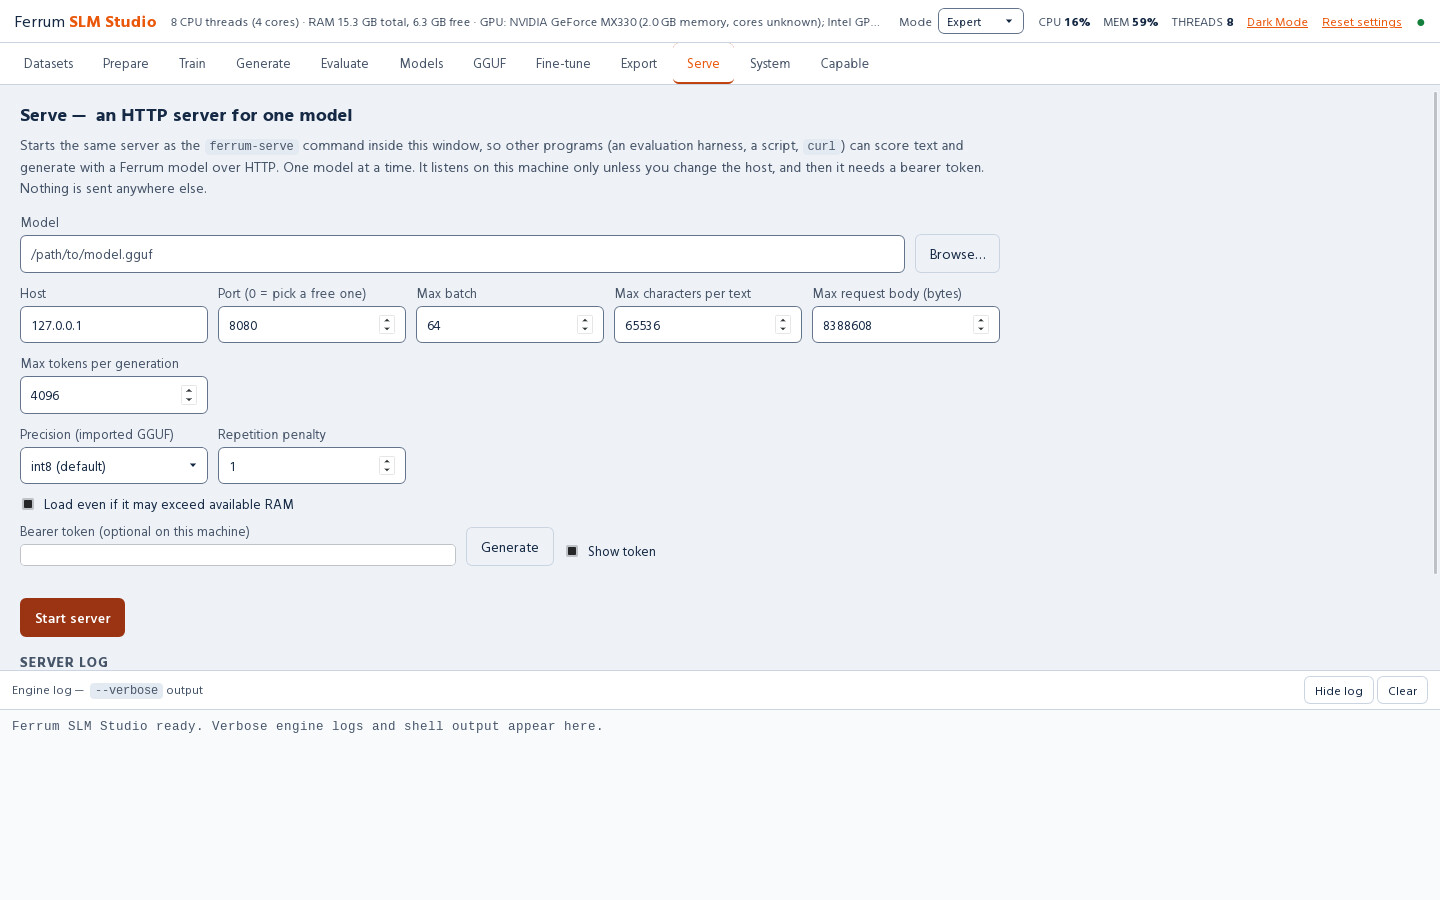 Ferrum SLM Studio 8 CPU threads (4 cores) · RAM 15.3 GB total, 6.3 GB free · GPU: NVIDIA GeForce MX330 (2.0 GB memory, cores unknown); Intel GP... Mode Expert CPU 16% MEM 59% THREADS 8 Dark Mode Reset settings
Datasets Prepare Train Generate Evaluate Models GGUF Fine-tune Export Serve System Capable
Serve — an HTTP server for one model
Starts the same server as the ferrum-serve command inside this window, so other programs (an evaluation harness, a script, curl ) can score text and
generate with a Ferrum model over HTTP. One model at a time. It listens on this machine only unless you change the host, and then it needs a bearer token.
Nothing is sent anywhere else.
Model
/path/to/model.gguf Browse...
Host Port (0 = pick a free one) Max batch Max characters per text Max request body (bytes)
127.0.0.1 8080 64 65536 8388608
Max tokens per generation
4096
Precision (imported GGUF) Repetition penalty
int8 (default) 1
Load even if it may exceed available RAM
Bearer token (optional on this machine)
Generate Show token
Start server
SERVER LOG
Engine log — --verbose output Hide log Clear
Ferrum SLM Studio ready. Verbose engine logs and shell output appear here.